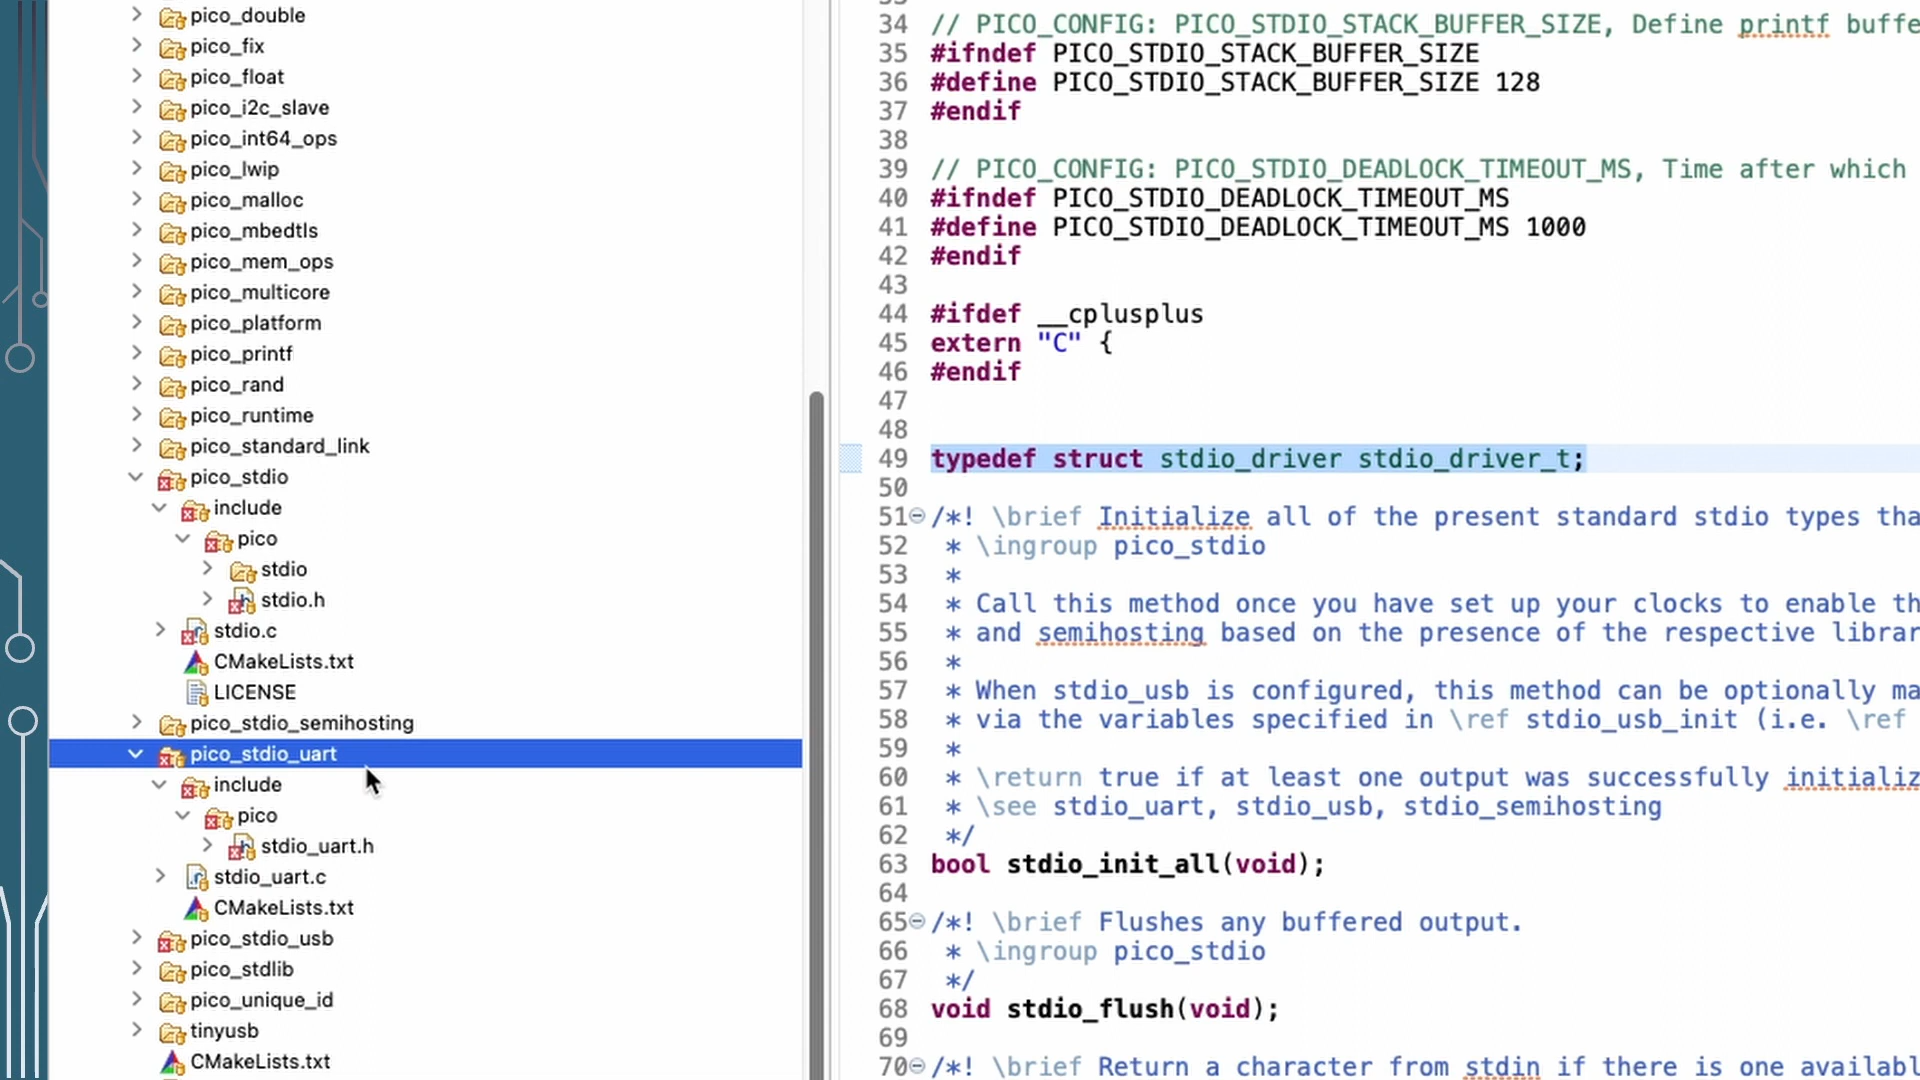 pico_double
pico_fix
pico_float
pico_i2c_slave
pico_int64_ops
pico_lwip
pico_malloc
pico_mbedtls
pico_mem_ops
pico_multicore
pico_platform
pico_printf
pico_rand
pico_runtime
pico_standard_link
pico_stdio
include
pico
stdio
stdio.h
stdio.c
CMakeLists.txt
LICENSE
pico_stdio_semihosting
pico_stdio_uart
include
pico
stdio_uart.h
stdio_uart.c
CMakeLists.txt
pico_stdio_usb
pico_stdlib
pico_unique_id
tinyusb
CMakeLists.txt
34 // PICO_CONFIG: PICO_STDIO_STACK_BUFFER_SIZE, Define printf buffe
35 #ifndef PICO_STDIO_STACK_BUFFER_SIZE
36 #define PICO_STDIO_STACK_BUFFER_SIZE 128
37 #endif
38
39 // PICO_CONFIG: PICO_STDIO_DEADLOCK_TIMEOUT_MS, Time after which
40 #ifndef PICO_STDIO_DEADLOCK_TIMEOUT_MS
41 #define PICO_STDIO_DEADLOCK_TIMEOUT_MS 1000
42 #endif
43
44 #ifdef __cplusplus
45 extern "C" {
46 #endif
47
48
49 typedef struct stdio_driver stdio_driver_t;
50
51 /*! \brief Initialize all of the present standard stdio types tha
52 * \ingroup pico_stdio
53 *
54 * Call this method once you have set up your clocks to enable th
55 * and semihosting based on the presence of the respective librar
56 *
57 * When stdio_usb is configured, this method can be optionally ma
58 * via the variables specified in \ref stdio_usb_init (i.e. \ref
59 *
60 * \return true if at least one output was successfully initializ
61 * \see stdio_uart, stdio_usb, stdio_semihosting
62 */
63 bool stdio_init_all(void);
64
65 /*! \brief Flushes any buffered output.
66 * \ingroup pico_stdio
67 */
68 void stdio_flush(void);
69
70 /*! \brief Return a character from stdin if there is one availabl